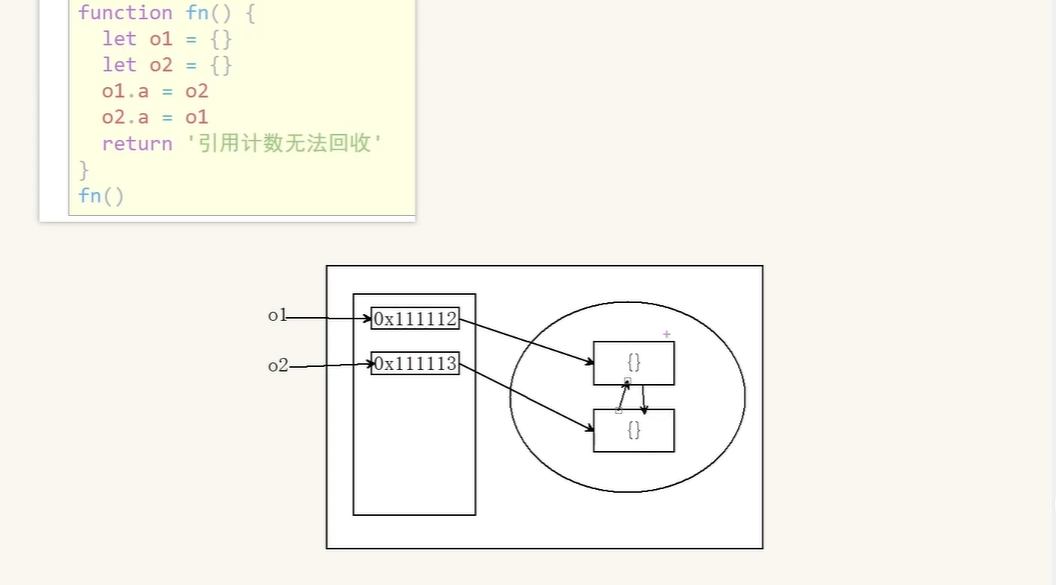 function fn() {
let o1 = {}
let o2 = {}
o1.a = o2
o2.a = o1
return '引用计数无法回收'
}
fn()
o1
0x111112
o2
0x111113
{}
{}